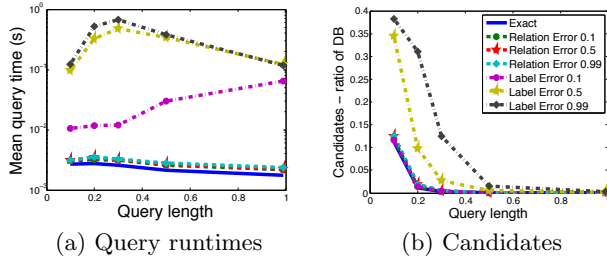 Mean query time (s)
10⁰
10⁻¹
10⁻²
10⁻³
0.2 0.4 0.6 0.8 1
Query length
(a) Query runtimes
Candidates − ratio of DB
0.4
0.35
0.3
0.25
0.2
0.15
0.1
0.05
0
0 0.2 0.4 0.6 0.8
Query length
Exact
Relation Error 0.1
Relation Error 0.5
Relation Error 0.99
Label Error 0.1
Label Error 0.5
Label Error 0.99
(b) Candidates